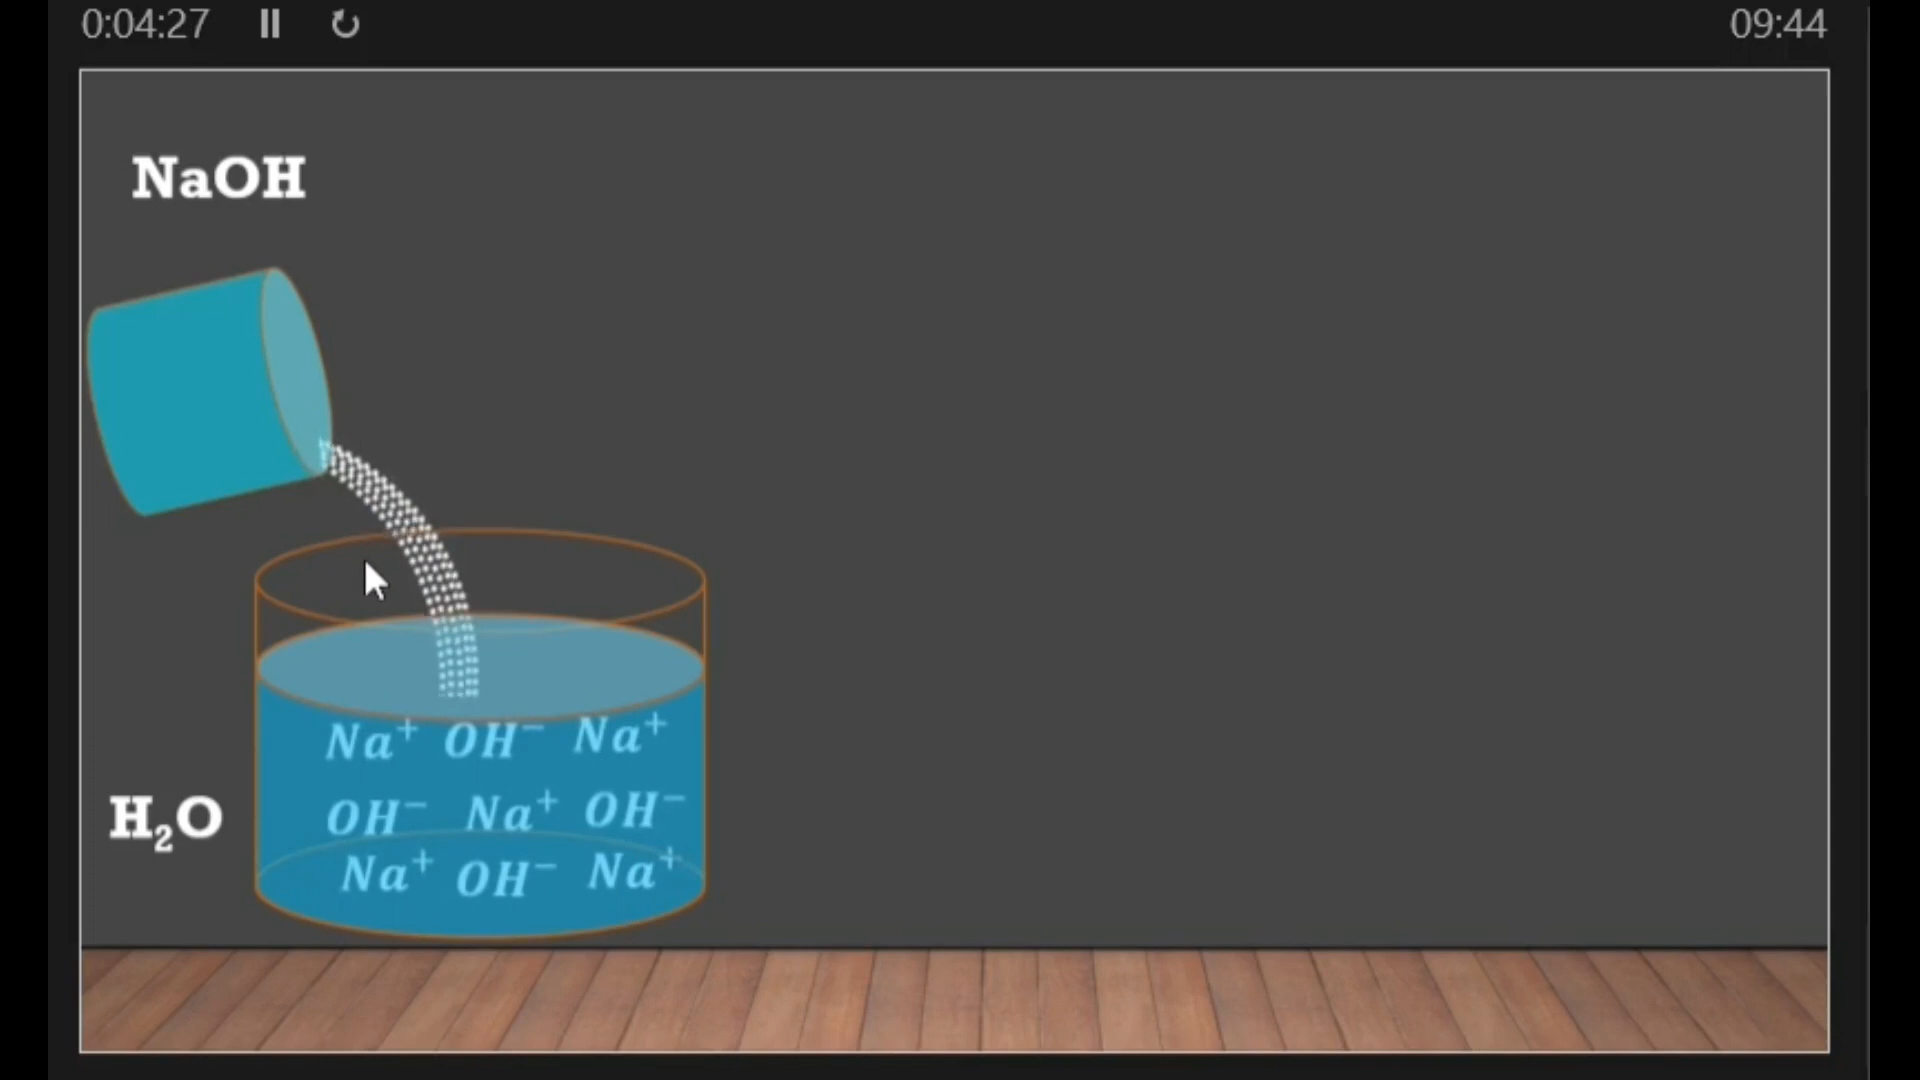 0:04:27 09:44
NaOH
Na⁺ OH⁻ Na⁺
OH⁻ Na⁺ OH⁻
H₂O
Na⁺ OH⁻ Na⁺